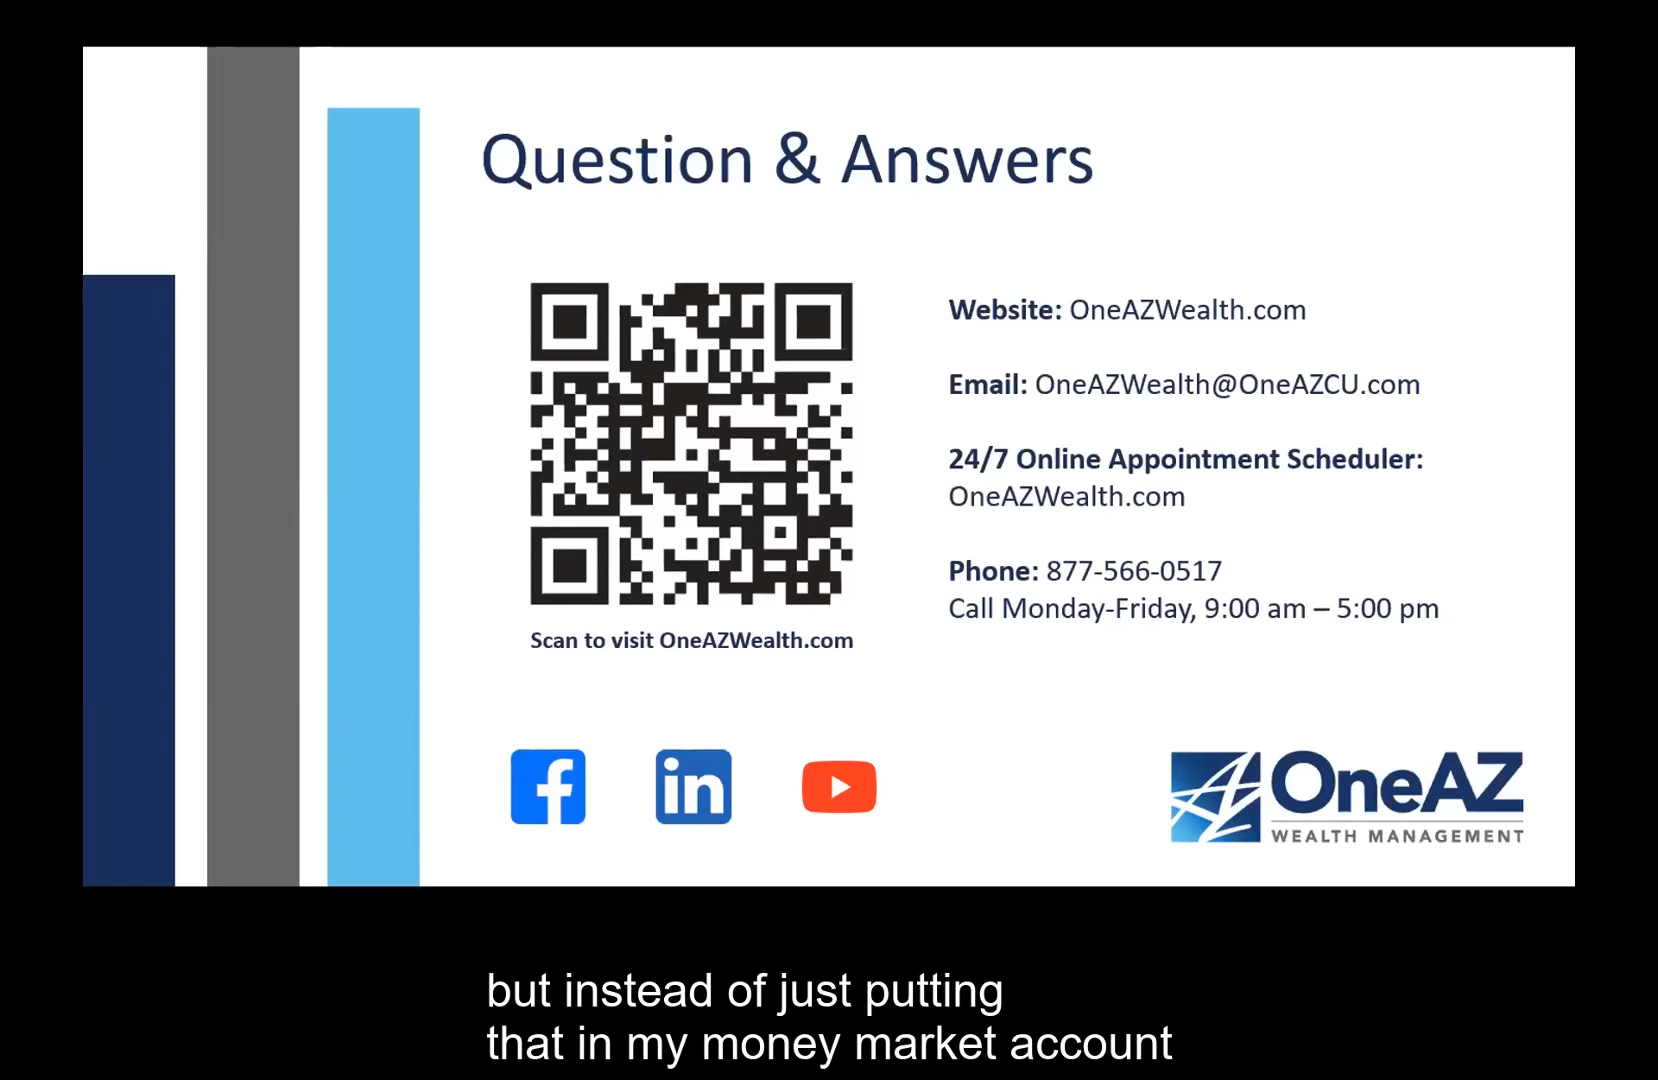 Question & Answers
Website: OneAZWealth.com
Email: OneAZWealth@OneAZCU.com
24/7 Online Appointment Scheduler:
OneAZWealth.com
Phone: 877-566-0517
Call Monday-Friday, 9:00 am – 5:00 pm
Scan to visit OneAZWealth.com
f
in
OneAZ
WEALTH MANAGEMENT
but instead of just putting
that in my money market account